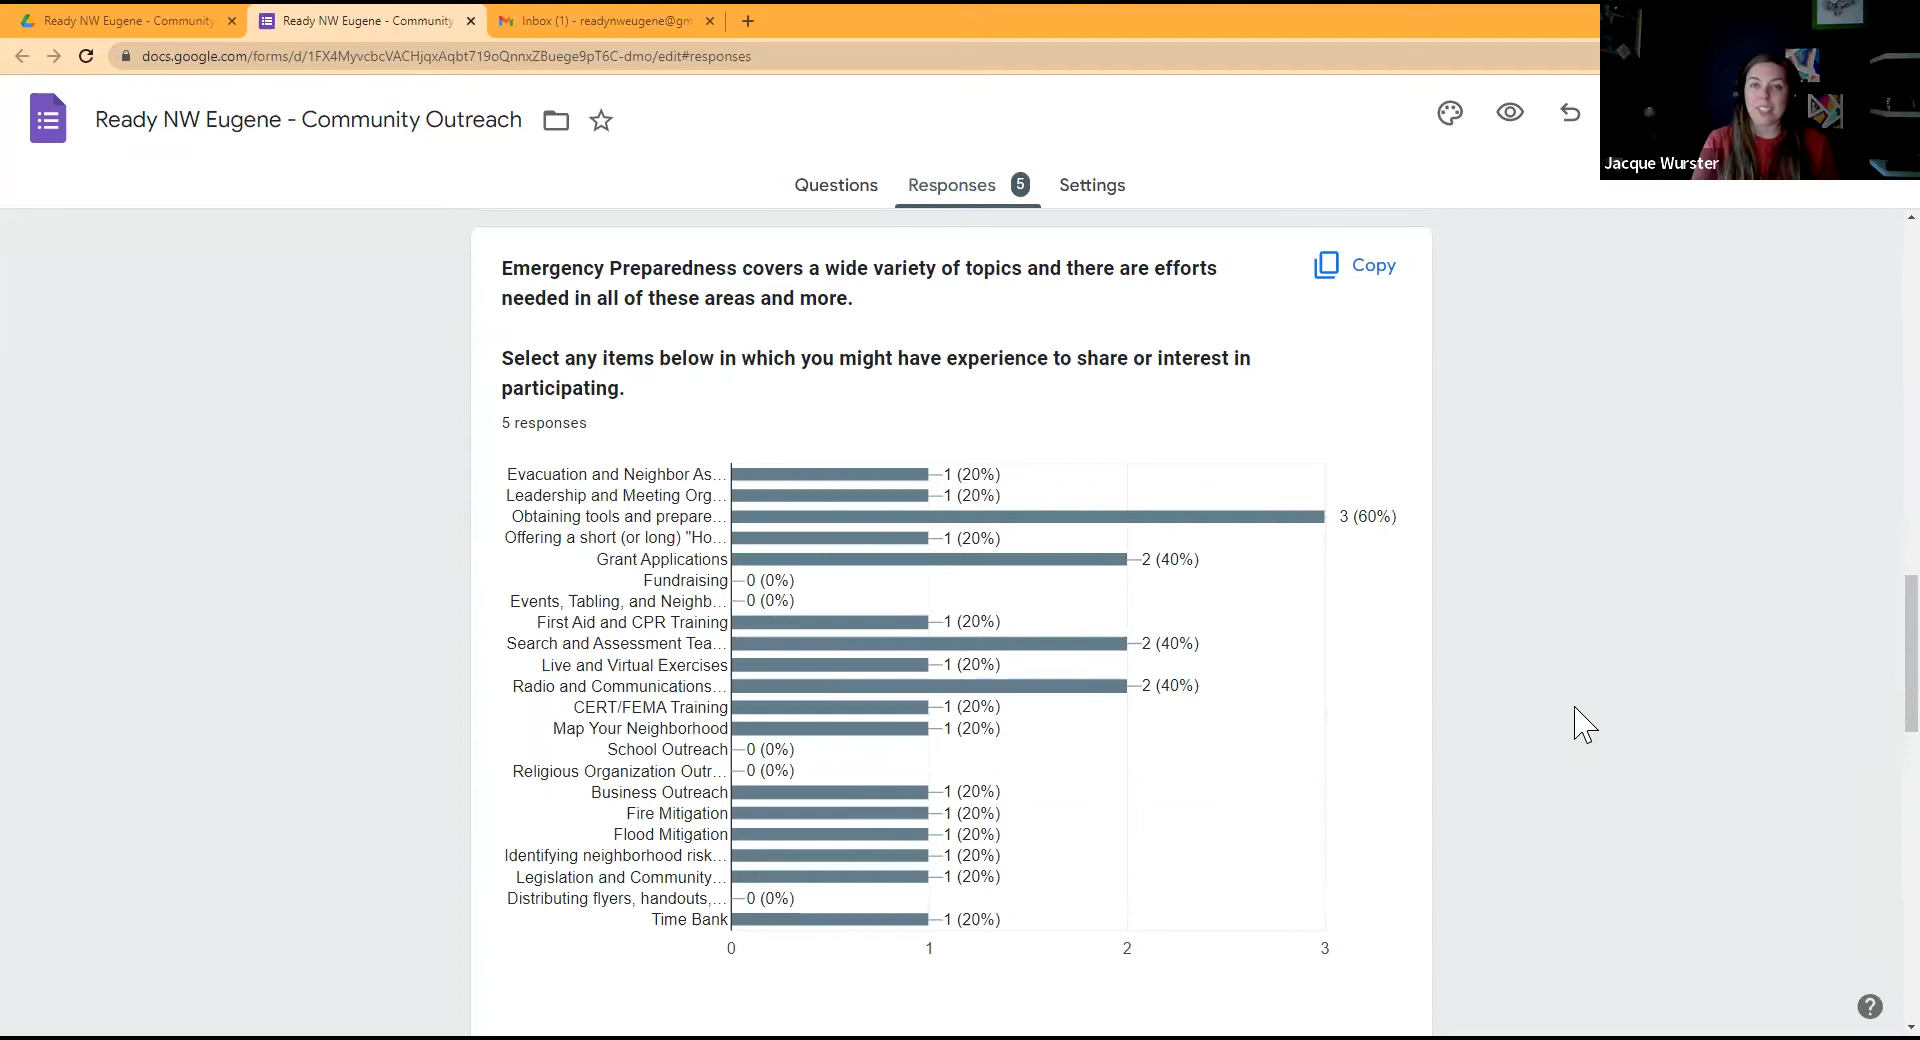 Ready NW Eugene - Community
Ready NW Eugene - Community
Inbox (1) - readynweugene@gm
docs.google.com/forms/d/1FX4MyvcbcVACHjqxAqbt719oQnnxZBuege9pT6C-dmo/edit#responses
Ready NW Eugene - Community Outreach
Jacque Wurster
Questions
Responses 5
Settings
Emergency Preparedness covers a wide variety of topics and there are efforts
needed in all of these areas and more.
Copy
Select any items below in which you might have experience to share or interest in
participating.
5 responses
Evacuation and Neighbor As... 1 (20%)
Leadership and Meeting Org... 1 (20%)
Obtaining tools and prepare... 3 (60%)
Offering a short (or long) "Ho... 1 (20%)
Grant Applications 2 (40%)
Fundraising 0 (0%)
Events, Tabling, and Neighb... 0 (0%)
First Aid and CPR Training 1 (20%)
Search and Assessment Tea... 2 (40%)
Live and Virtual Exercises 1 (20%)
Radio and Communications... 2 (40%)
CERT/FEMA Training 1 (20%)
Map Your Neighborhood 1 (20%)
School Outreach 0 (0%)
Religious Organization Outr... 0 (0%)
Business Outreach 1 (20%)
Fire Mitigation 1 (20%)
Flood Mitigation 1 (20%)
Identifying neighborhood risk... 1 (20%)
Legislation and Community... 1 (20%)
Distributing flyers, handouts,... 0 (0%)
Time Bank 1 (20%)
0 1 2 3